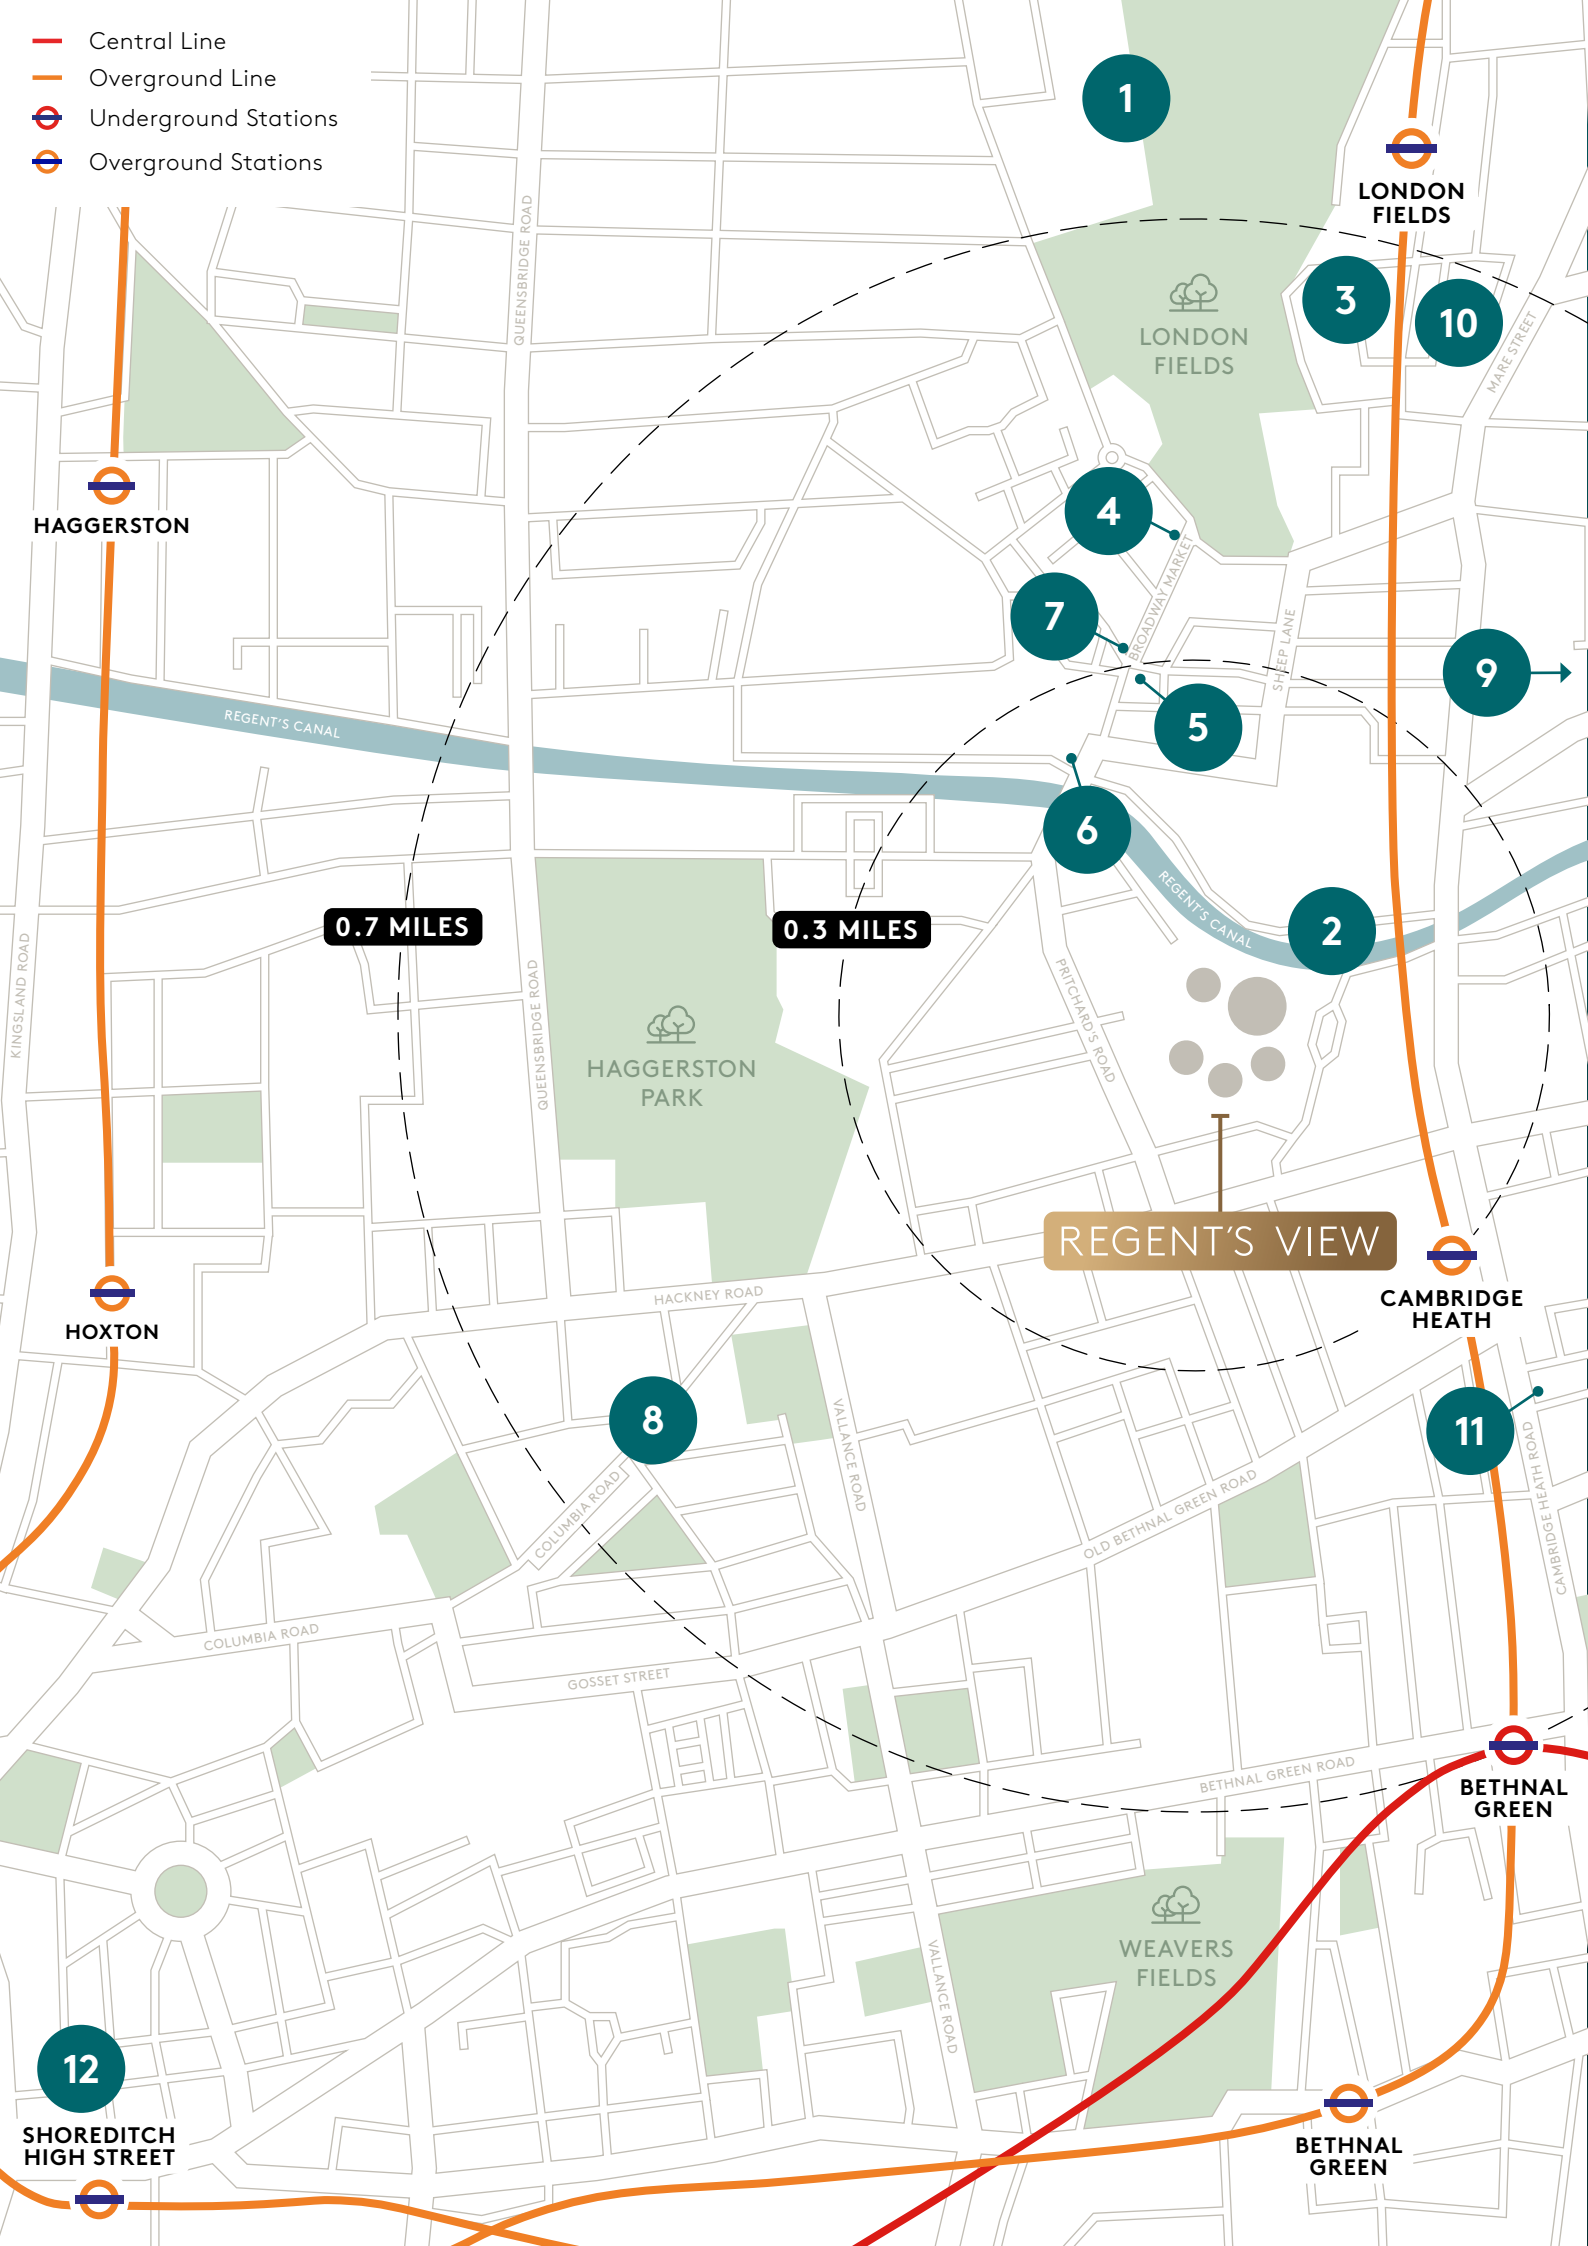 Central Line
Overground Line
Underground Stations
Overground Stations
1
LONDON
FIELDS
QUEENSBRIDGE ROAD
3
10
LONDON
FIELDS
MARE STREET
HAGGERSTON
4
BROADWAY MARKET
7
SHEEP LANE
9
5
REGENT'S CANAL
6
REGENT'S CANAL
2
0.7 MILES
0.3 MILES
KINGSLAND ROAD
QUEENSBRIDGE ROAD
PRITCHARD'S ROAD
HAGGERSTON
PARK
REGENT'S VIEW
HOXTON
HACKNEY ROAD
CAMBRIDGE
HEATH
8
VALLANCE ROAD
11
CAMBRIDGE HEATH ROAD
COLUMBIA ROAD
OLD BETHNAL GREEN ROAD
COLUMBIA ROAD
GOSSET STREET
BETHNAL GREEN ROAD
BETHNAL
GREEN
WEAVERS
FIELDS
VALLANCE ROAD
12
SHOREDITCH
HIGH STREET
BETHNAL
GREEN